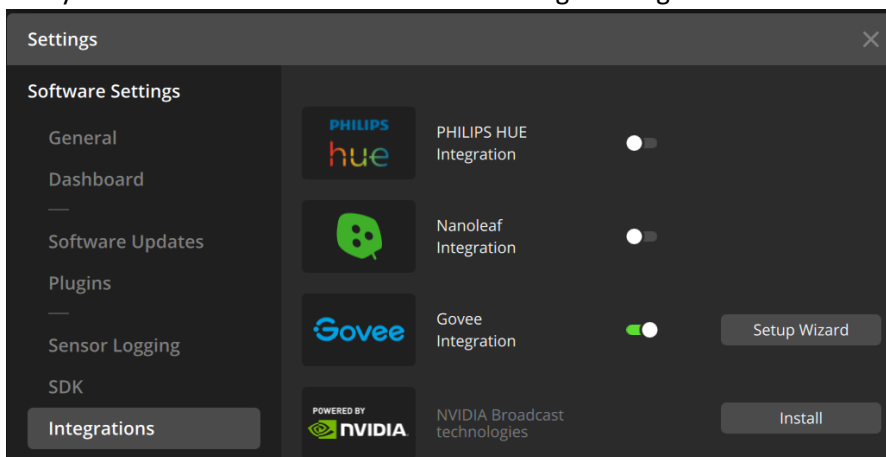 Settings
Software Settings
General
Dashboard
Software Updates
Plugins
Sensor Logging
SDK
Integrations
PHILIPS
hue
PHILIPS HUE
Integration
Nanoleaf
Integration
Govee
Govee
Integration
Setup Wizard
POWERED BY
NVIDIA.
NVIDIA Broadcast
technologies
Install